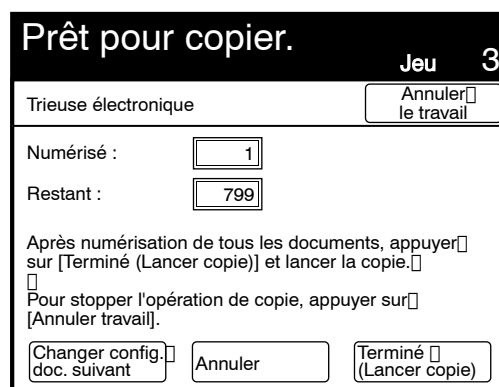 Prêt pour copier.
Jeu 3
Trieuse électronique
Annuler
le travail
Numérisé : 1
Restant : 799
Après numérisation de tous les documents, appuyer
sur [Terminé (Lancer copie)] et lancer la copie.
Pour stopper l'opération de copie, appuyer sur
[Annuler travail].
Changer config.
doc. suivant
Annuler
Terminé
(Lancer copie)